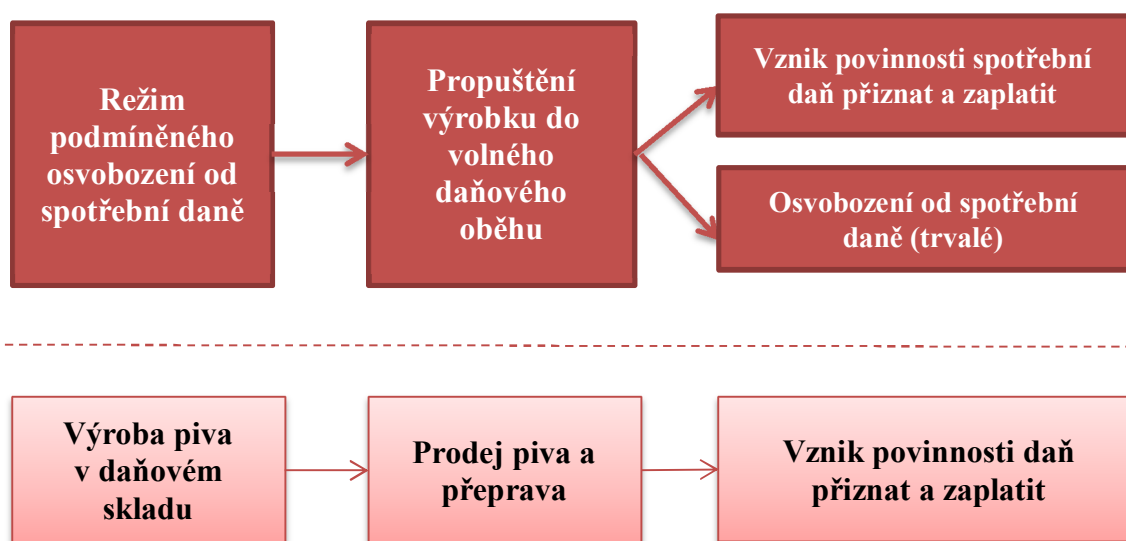 Režim
podmíněného
osvobození od
spotřební daně
Propuštění
výrobku do
volného
daňového
oběhu
Vznik povinnosti spotřební
daň přiznat a zaplatit
Osvobození od spotřební
daně (trvalé)
Výroba piva
v daňovém
skladu
Prodej piva a
přeprava
Vznik povinnosti daň
přiznat a zaplatit